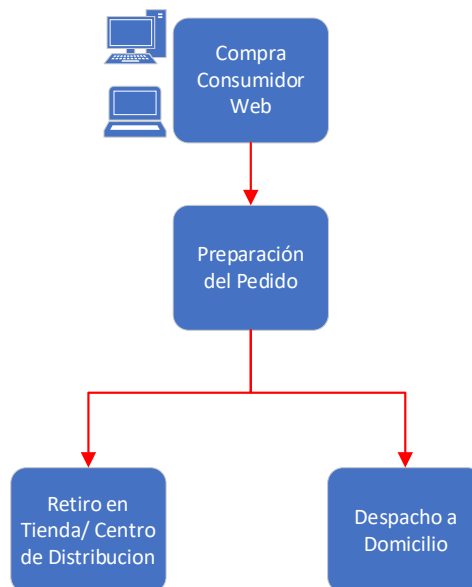 Compra
Consumidor
Web
Preparación
del Pedido
Retiro en
Tienda/ Centro
de Distribucion
Despacho a
Domicilio